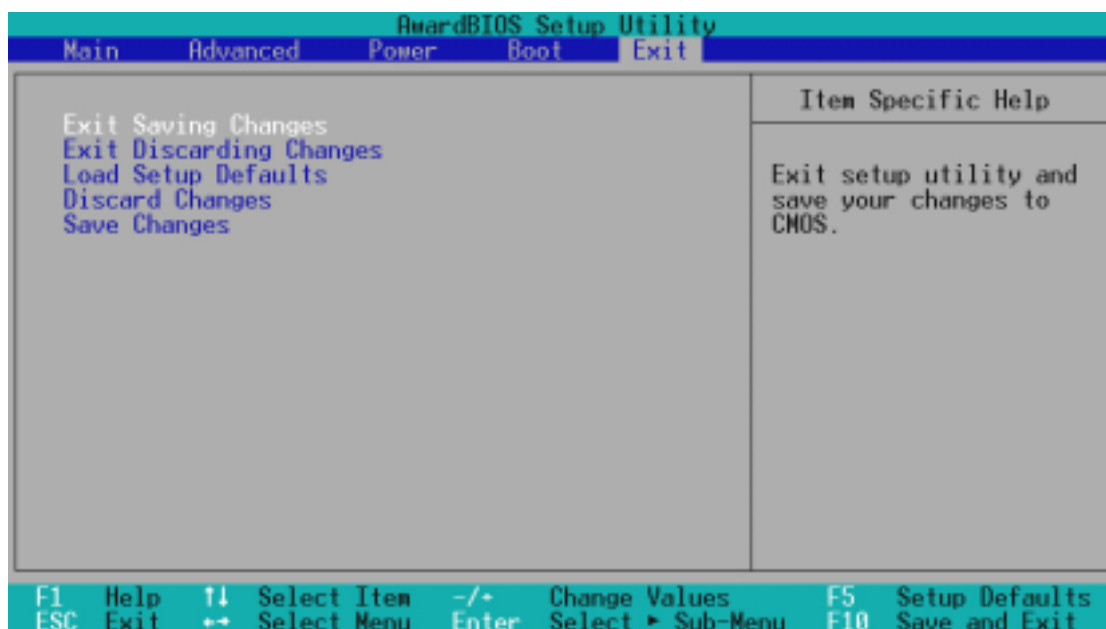 AwardBIOS Setup Utility
Main Advanced Power Boot Exit
Item Specific Help
Exit Saving Changes
Exit Discarding Changes
Load Setup Defaults
Discard Changes
Save Changes
Exit setup utility and
save your changes to
CMOS.
F1 Help ↑↓ Select Item -/+ Change Values F5 Setup Defaults
ESC Exit ←→ Select Menu Enter Select ► Sub-Menu F10 Save and Exit